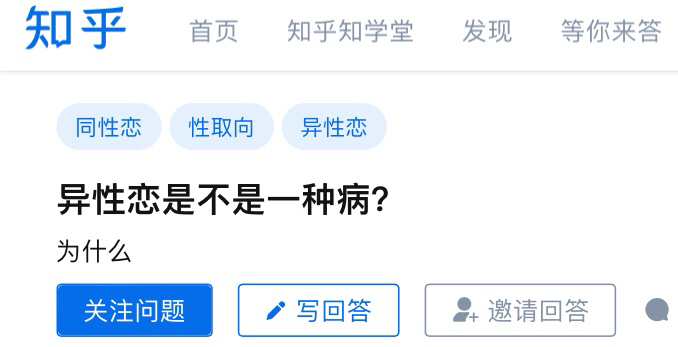 知乎 首页 知乎知学堂 发现 等你来答
同性恋 性取向 异性恋
异性恋是不是一种病?
为什么
关注问题 写回答 邀请回答